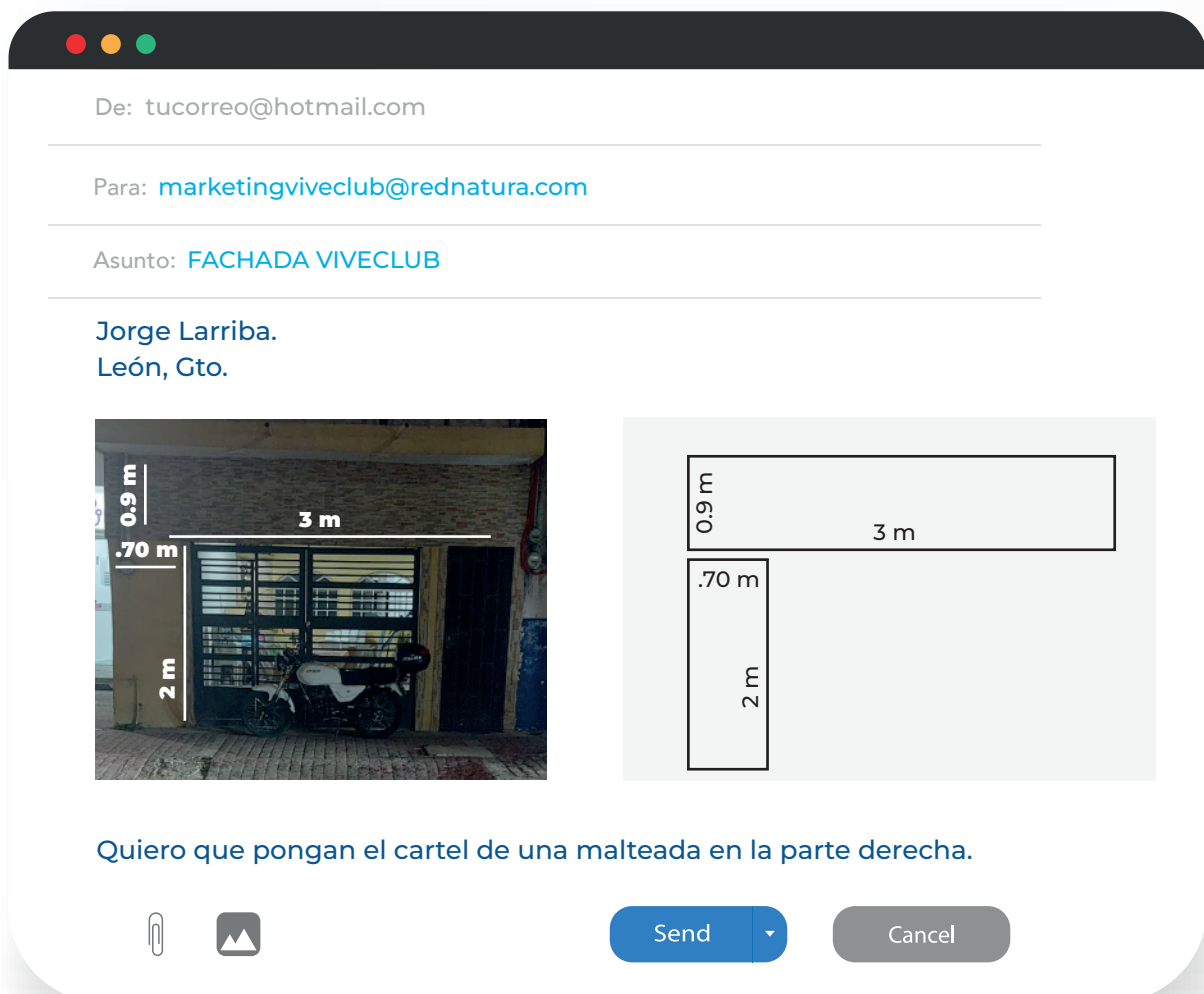 De: tucorreo@hotmail.com
Para: marketingviveclub@rednatura.com
Asunto: FACHADA VIVECLUB
Jorge Larriba.
León, Gto.
0.9 m
3 m
.70 m
2 m
0.9 m
3 m
.70 m
2 m
Quiero que pongan el cartel de una malteada en la parte derecha.
Send
Cancel